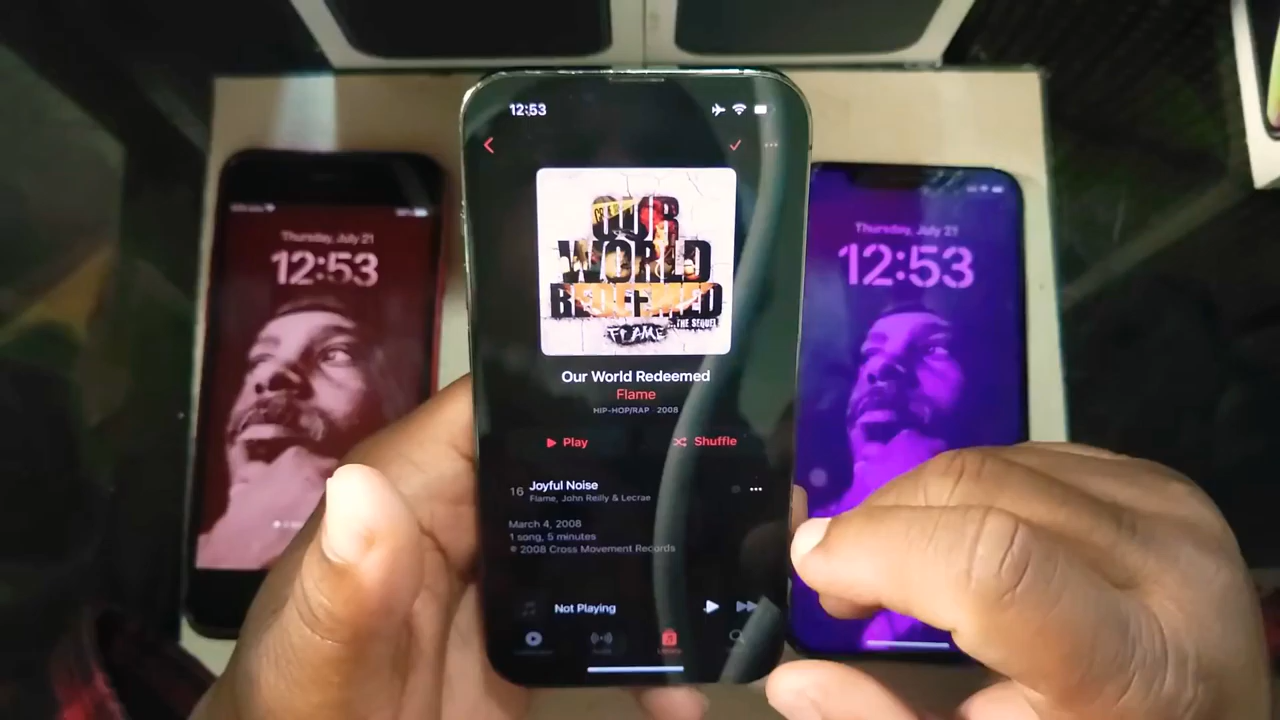 12:53
OUR
WORLD
REDEEMED
THE SEQUEL
FLAME
Our World Redeemed
Flame
HIP-HOP/RAP · 2008
Play
Shuffle
16 Joyful Noise
Flame, John Reilly & Lecrae
March 4, 2008
1 song, 5 minutes
℗ 2008 Cross Movement Records
Not Playing
Thursday, July 21
12:53
Thursday, July 21
12:53